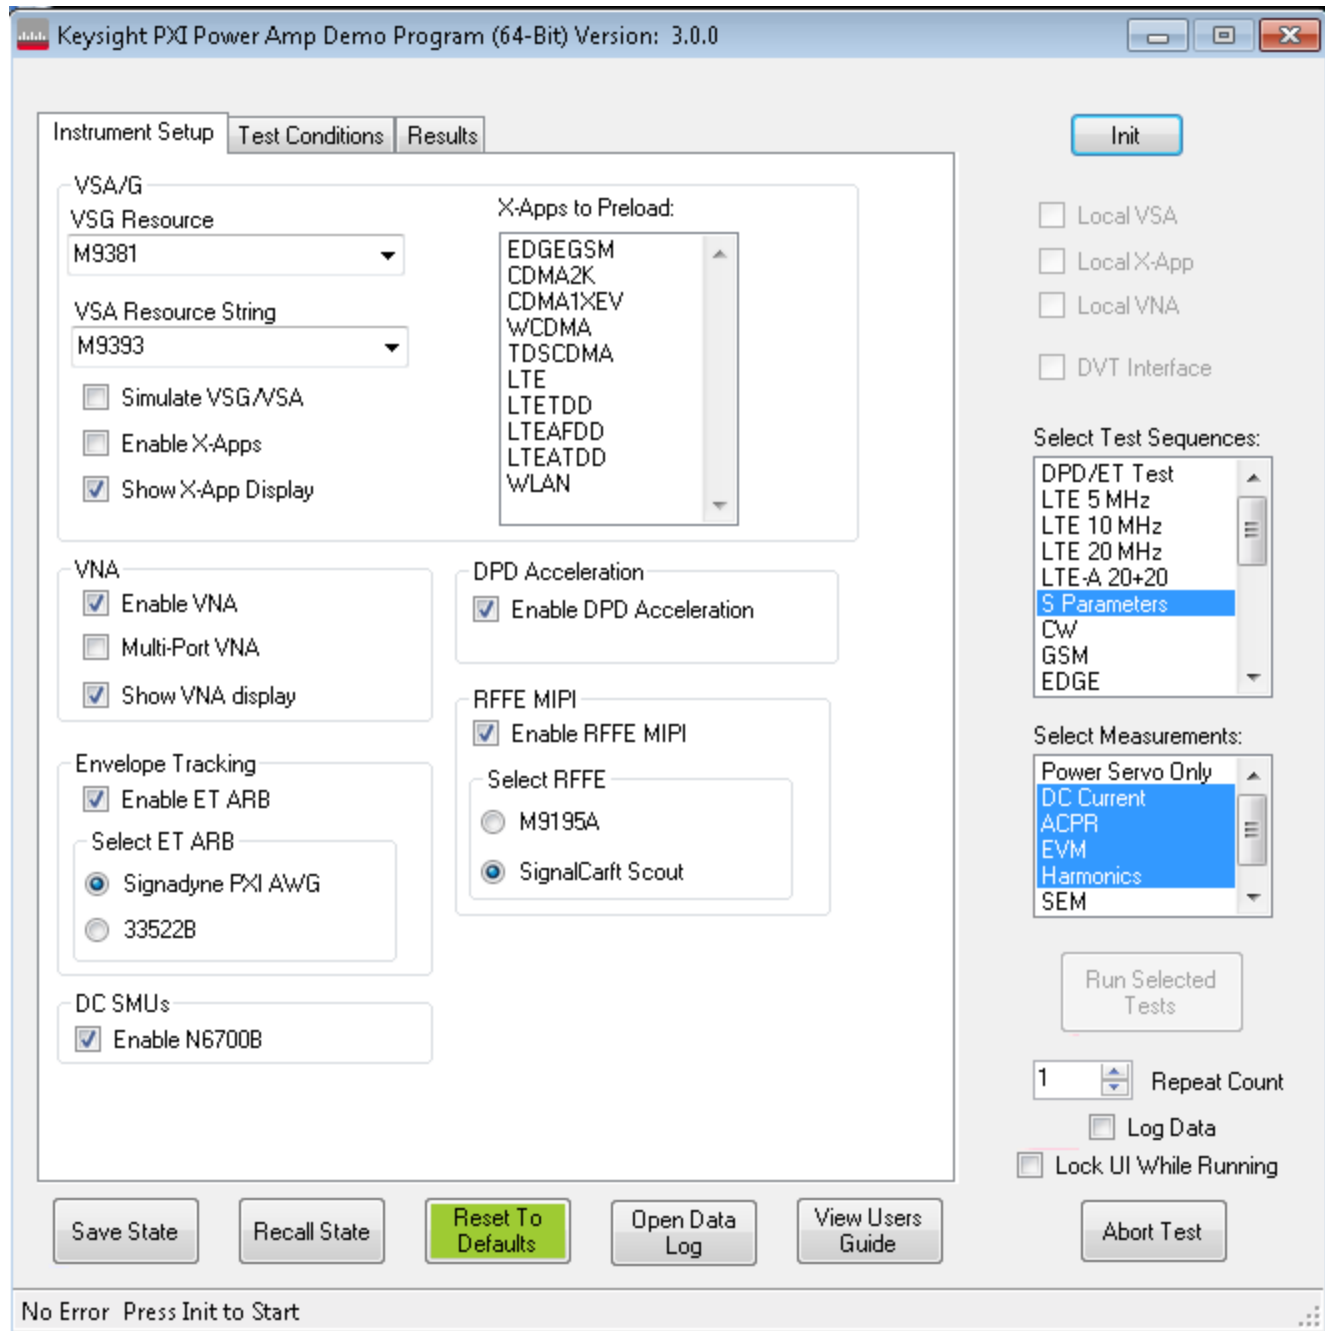 Keysight PXI Power Amp Demo Program (64-Bit) Version: 3.0.0
Instrument Setup
Test Conditions
Results
Init
VSA/G
VSG Resource
M9381
VSA Resource String
M9393
Simulate VSG/VSA
Enable X-Apps
Show X-App Display
X-Apps to Preload:
EDGEGSM
CDMA2K
CDMA1XEV
WCDMA
TDSCDMA
LTE
LTETDD
LTEAFDD
LTEATDD
WLAN
VNA
Enable VNA
Multi-Port VNA
Show VNA display
DPD Acceleration
Enable DPD Acceleration
Envelope Tracking
Enable ET ARB
Select ET ARB
Signadyne PXI AWG
33522B
RFFE MIPI
Enable RFFE MIPI
Select RFFE
M9195A
SignalCarft Scout
DC SMUs
Enable N6700B
Local VSA
Local X-App
Local VNA
DVT Interface
Select Test Sequences:
DPD/ET Test
LTE 5 MHz
LTE 10 MHz
LTE 20 MHz
LTE-A 20+20
S Parameters
CW
GSM
EDGE
Select Measurements:
Power Servo Only
DC Current
ACPR
EVM
Harmonics
SEM
Run Selected
Tests
1
Repeat Count
Log Data
Lock UI While Running
Save State
Recall State
Reset To
Defaults
Open Data
Log
View Users
Guide
Abort Test
No Error Press Init to Start